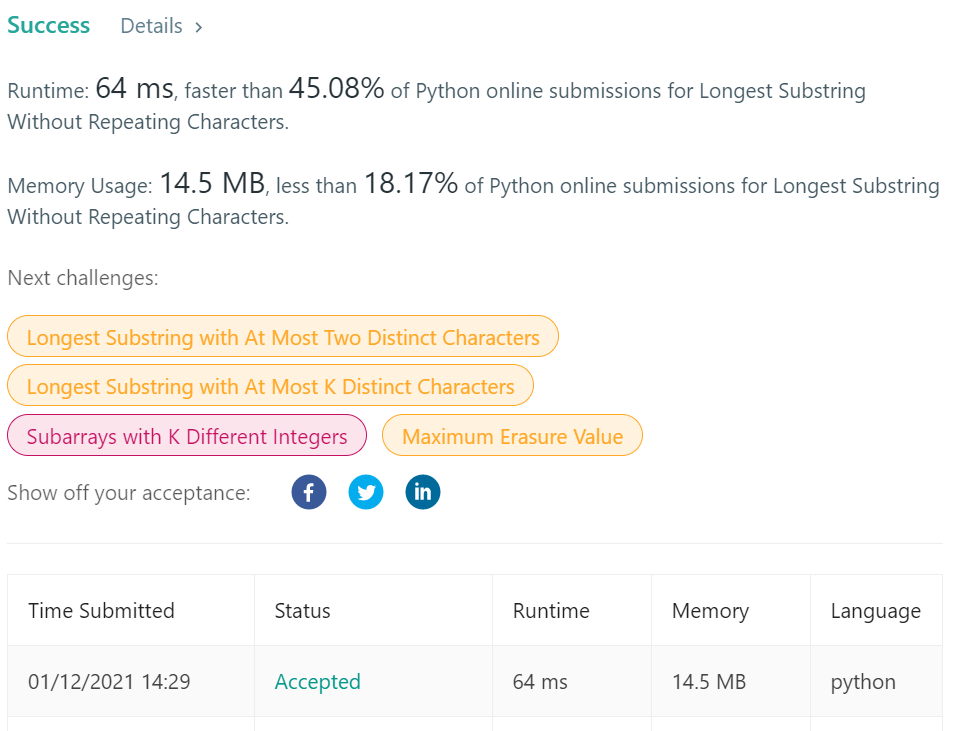 Success Details >
Runtime: 64 ms, faster than 45.08% of Python online submissions for Longest Substring
Without Repeating Characters.
Memory Usage: 14.5 MB, less than 18.17% of Python online submissions for Longest Substring
Without Repeating Characters.
Next challenges:
Longest Substring with At Most Two Distinct Characters
Longest Substring with At Most K Distinct Characters
Subarrays with K Different Integers Maximum Erasure Value
Show off your acceptance: f in
Time Submitted Status Runtime Memory Language
01/12/2021 14:29 Accepted 64 ms 14.5 MB python